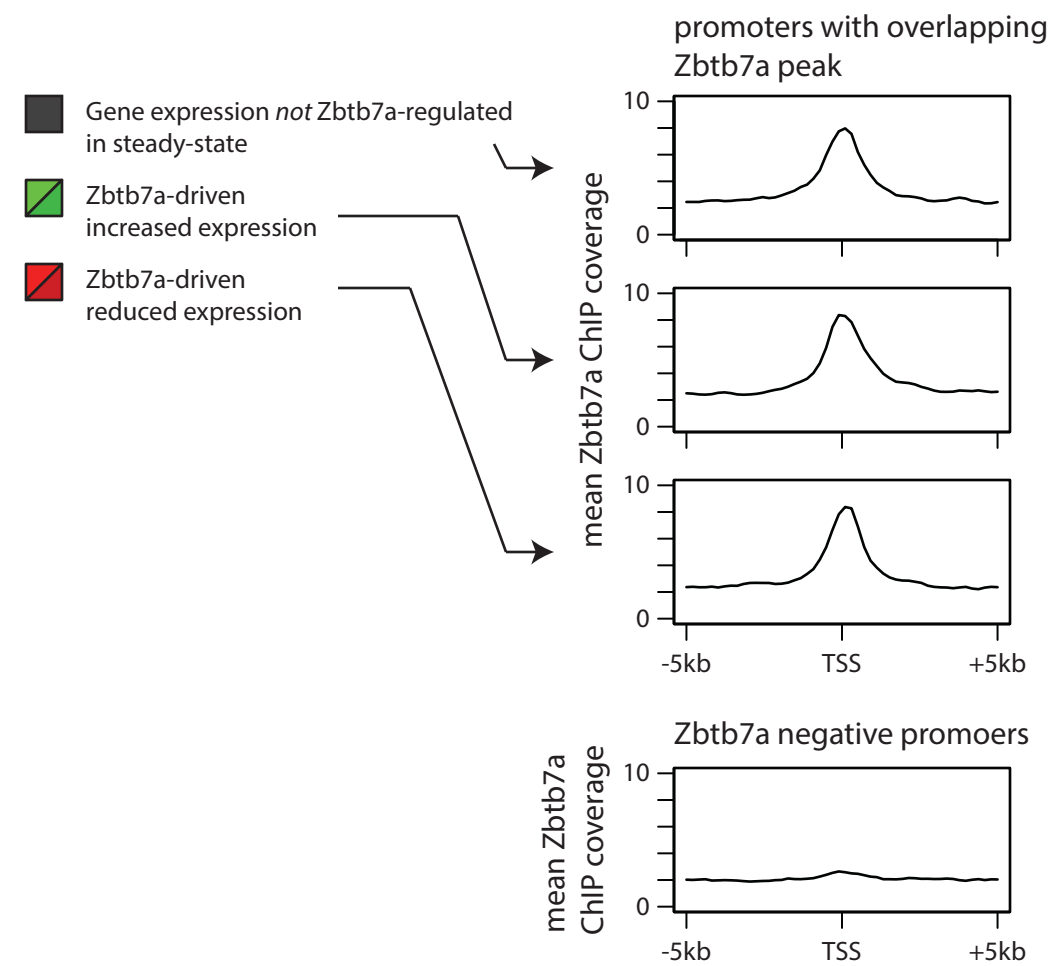 promoters with overlapping
Zbtb7a peak
Gene expression not Zbtb7a-regulated
in steady-state
Zbtb7a-driven
increased expression
Zbtb7a-driven
reduced expression
mean Zbtb7a ChIP coverage
10
0
10
0
10
0
-5kb TSS +5kb
Zbtb7a negative promoers
mean Zbtb7a
ChIP coverage
10
0
-5kb TSS +5kb